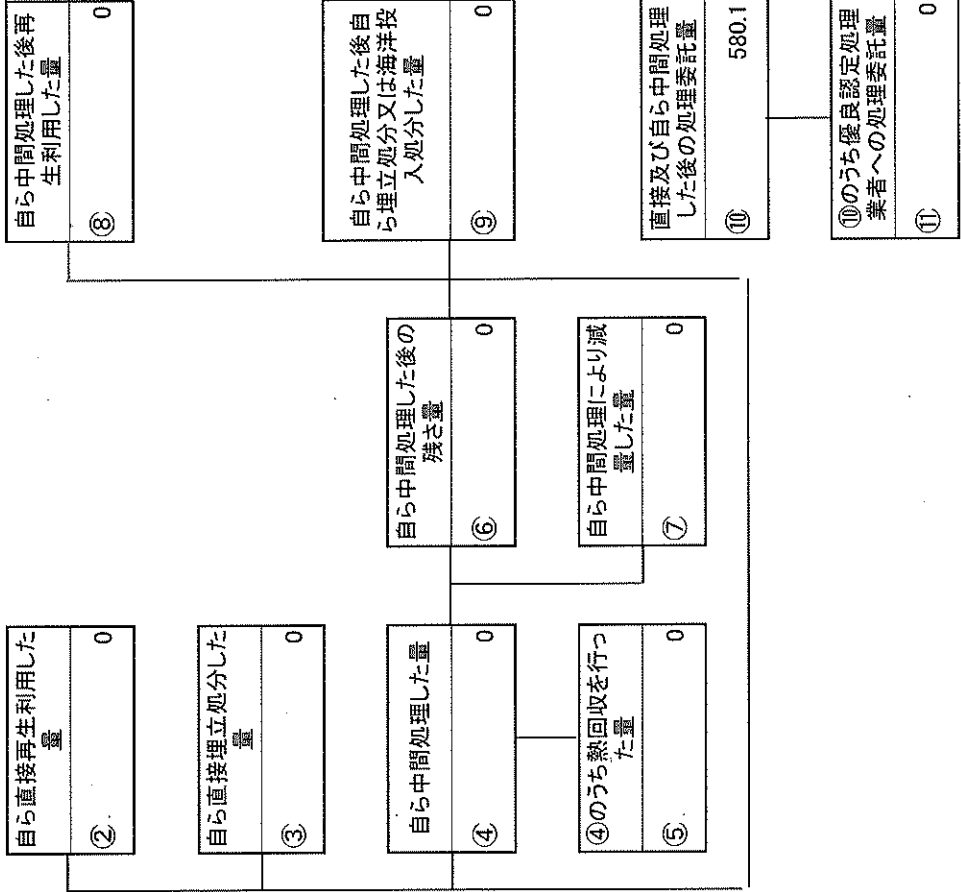 自ら直接再生利用した
量
② 0
自ら直接埋立処分した
量
③ 0
自ら中間処理した量
④ 0
④のうち熱回収を行っ
た量
⑤ 0
自ら中間処理した後の
残さ量
⑥ 0
自ら中間処理により減
量した量
⑦ 0
自ら中間処理した後再
生利用した量
⑧ 0
自ら中間処理した後自
ら埋立処分又は海洋投
入処分した量
⑨ 0
直接及び自ら中間処理
した後の処理委託量
⑩ 580.1
⑩のうち優良認定処理
業者への処理委託量
⑪ 0